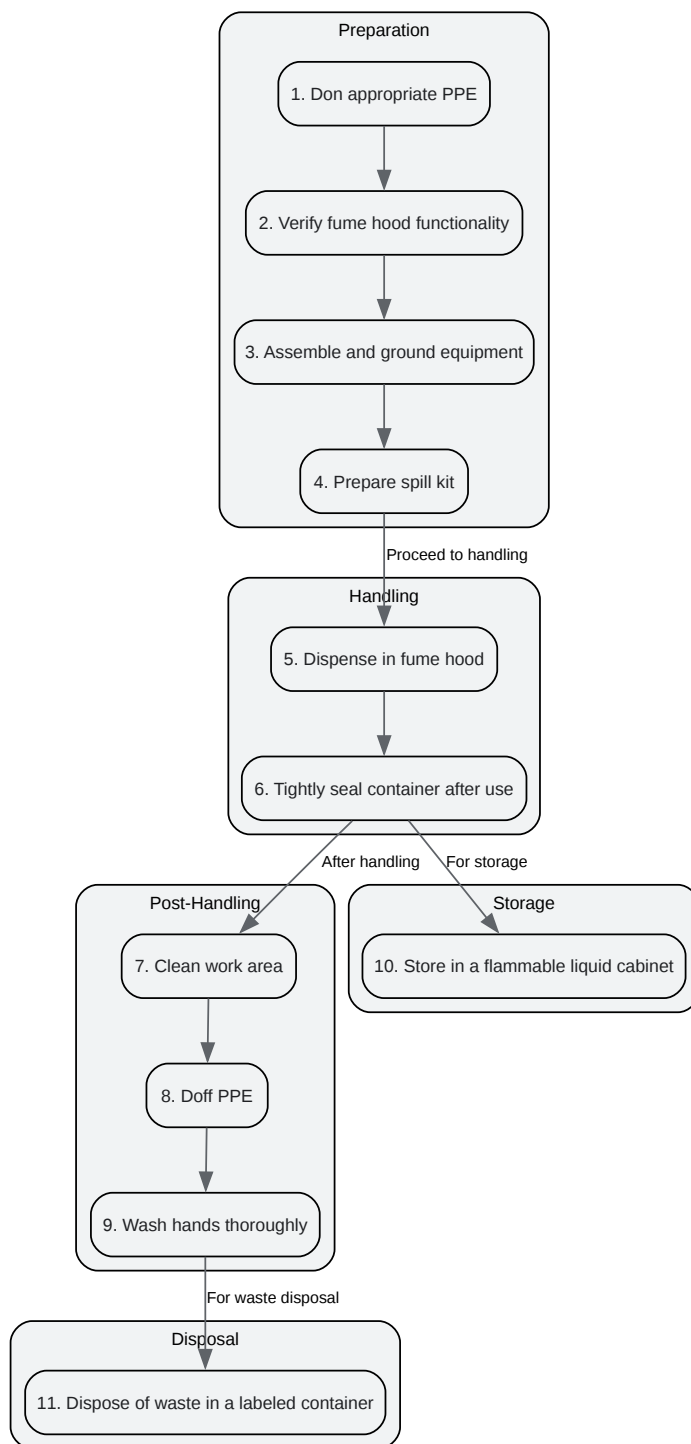 Preparation
1. Don appropriate PPE
2. Verify fume hood functionality
3. Assemble and ground equipment
4. Prepare spill kit
Proceed to handling
Handling
5. Dispense in fume hood
6. Tightly seal container after use
After handling
For storage
Post-Handling
7. Clean work area
8. Doff PPE
9. Wash hands thoroughly
Storage
10. Store in a flammable liquid cabinet
For waste disposal
Disposal
11. Dispose of waste in a labeled container